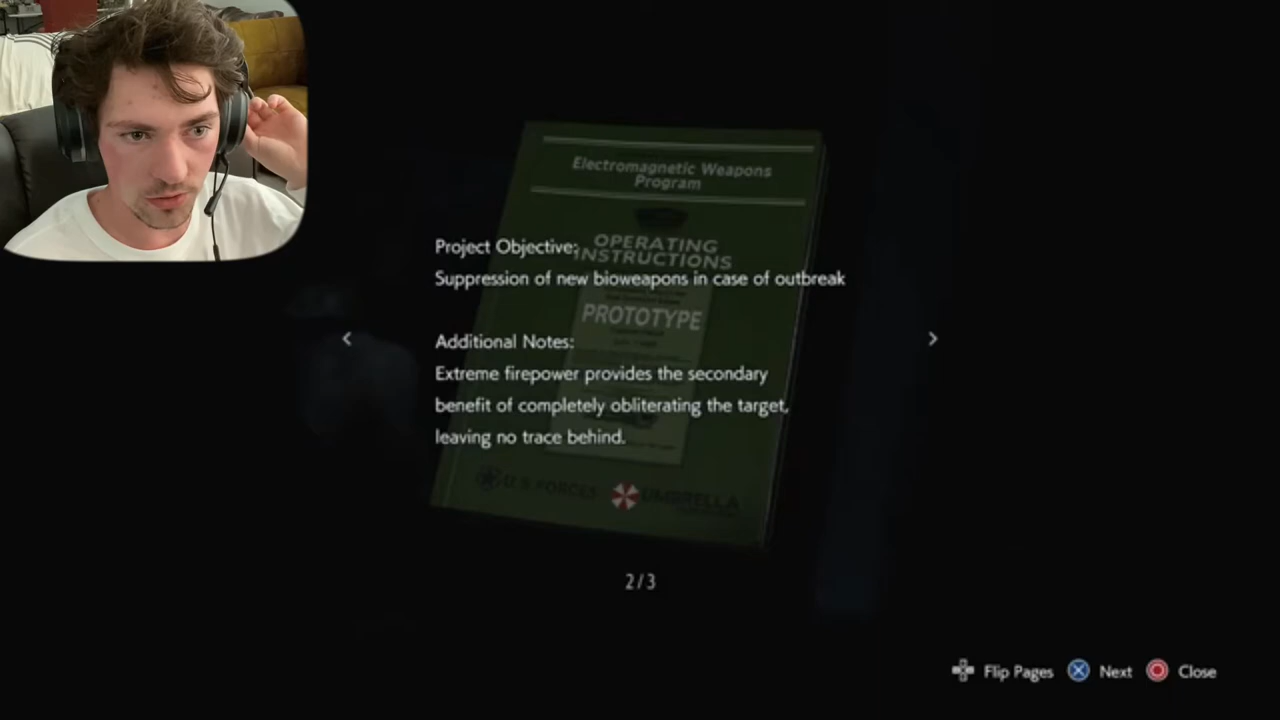 Electromagnetic Weapons
Program
OPERATING
INSTRUCTIONS
PROTOTYPE
Project Objective:
Suppression of new bioweapons in case of outbreak
Additional Notes:
Extreme firepower provides the secondary
benefit of completely obliterating the target,
leaving no trace behind.
U.S. FORCES UMBRELLA
2/3
Flip Pages Next Close